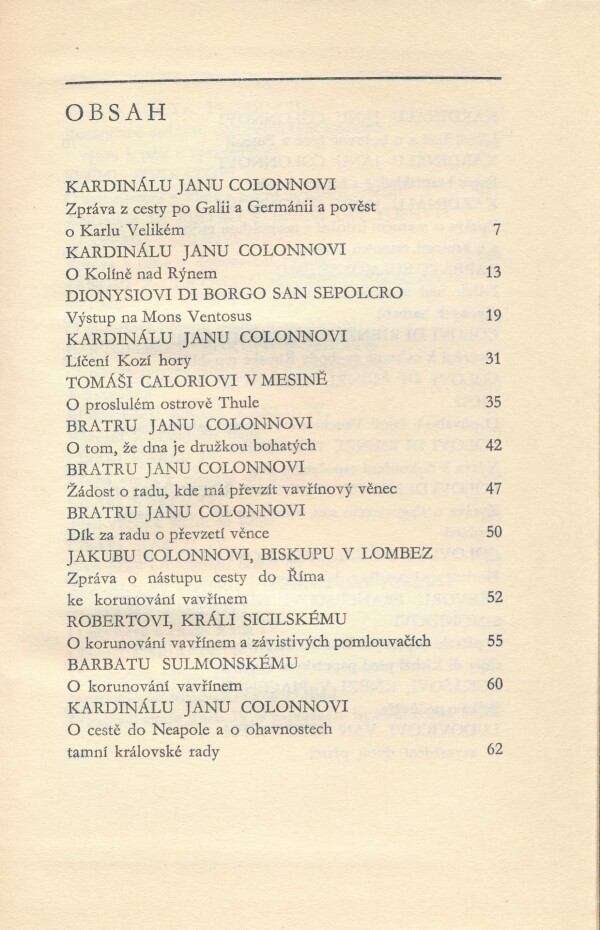 OBSAH
KARDINÁLU JANU COLONNOVI
Zpráva z cesty po Galii a Germánii a pověst
o Karlu Velikém 7
KARDINÁLU JANU COLONNOVI
O Kolíně nad Rýnem 13
DIONYSIOVI DI BORGO SAN SEPOLCRO
Výstup na Mons Ventosus 19
KARDINÁLU JANU COLONNOVI
Líčení Kozí hory 31
TOMÁŠI CALORIOVI V MESINĚ
O proslulém ostrově Thule 35
BRATRU JANU COLONNOVI
O tom, že dna je družkou bohatých 42
BRATRU JANU COLONNOVI
Žádost o radu, kde má převzít vavřínový věnec 47
BRATRU JANU COLONNOVI
Dík za radu o převzetí věnce 50
JAKUBU COLONNOVI, BISKUPU V LOMBEZ
Zpráva o nástupu cesty do Říma
ke korunování vavřínem 52
ROBERTOVI, KRÁLI SICILSKÉMU
O korunování vavřínem a závistivých pomlouvačích 55
BARBATU SULMONSKÉMU
O korunování vavřínem 60
KARDINÁLU JANU COLONNOVI
O cestě do Neapole a o ohavnostech
tamní královské rady 62